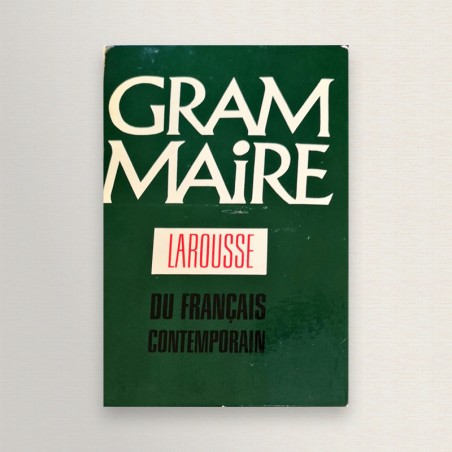 GRAM
MAiRE
LAROUSSE
DU FRANÇAIS
CONTEMPORAIN